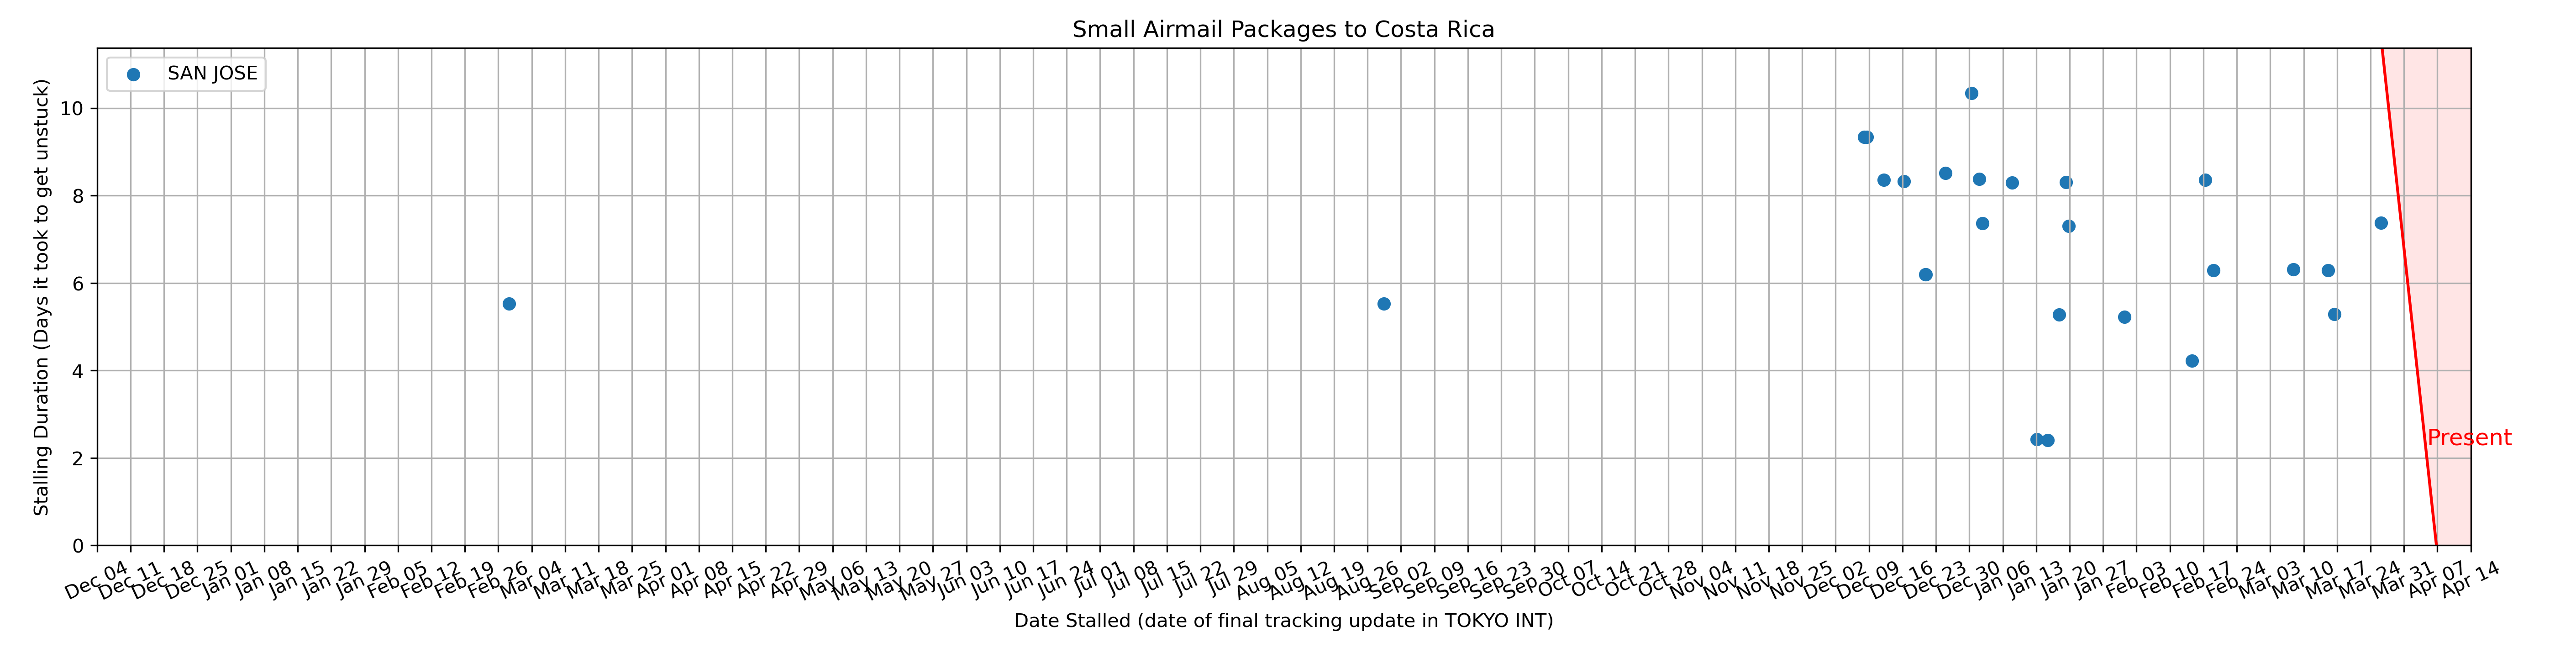 Small Airmail Packages to Costa Rica
SAN JOSE
Stalling Duration (Days it took to get unstuck)
10
8
6
4
2
0
Present
Dec 04 Dec 11 Dec 18 Dec 25 Jan 01 Jan 08 Jan 15 Jan 22 Jan 29 Feb 05 Feb 12 Feb 19 Feb 26 Mar 04 Mar 11 Mar 18 Mar 25 Apr 01 Apr 08 Apr 15 Apr 22 Apr 29 May 06 May 13 May 20 May 27 Jun 03 Jun 10 Jun 17 Jun 24 Jul 01 Jul 08 Jul 15 Jul 22 Jul 29 Aug 05 Aug 12 Aug 19 Aug 26 Sep 02 Sep 09 Sep 16 Sep 23 Sep 30 Oct 07 Oct 14 Oct 21 Oct 28 Nov 04 Nov 11 Nov 18 Nov 25 Dec 02 Dec 09 Dec 16 Dec 23 Dec 30 Jan 06 Jan 13 Jan 20 Jan 27 Feb 03 Feb 10 Feb 17 Feb 24 Mar 03 Mar 10 Mar 17 Mar 24 Mar 31 Apr 07 Apr 14
Date Stalled (date of final tracking update in TOKYO INT)